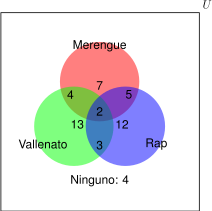 U
Merengue
7
4 5
2
13 12
Vallenato Rap
3
Ninguno: 4